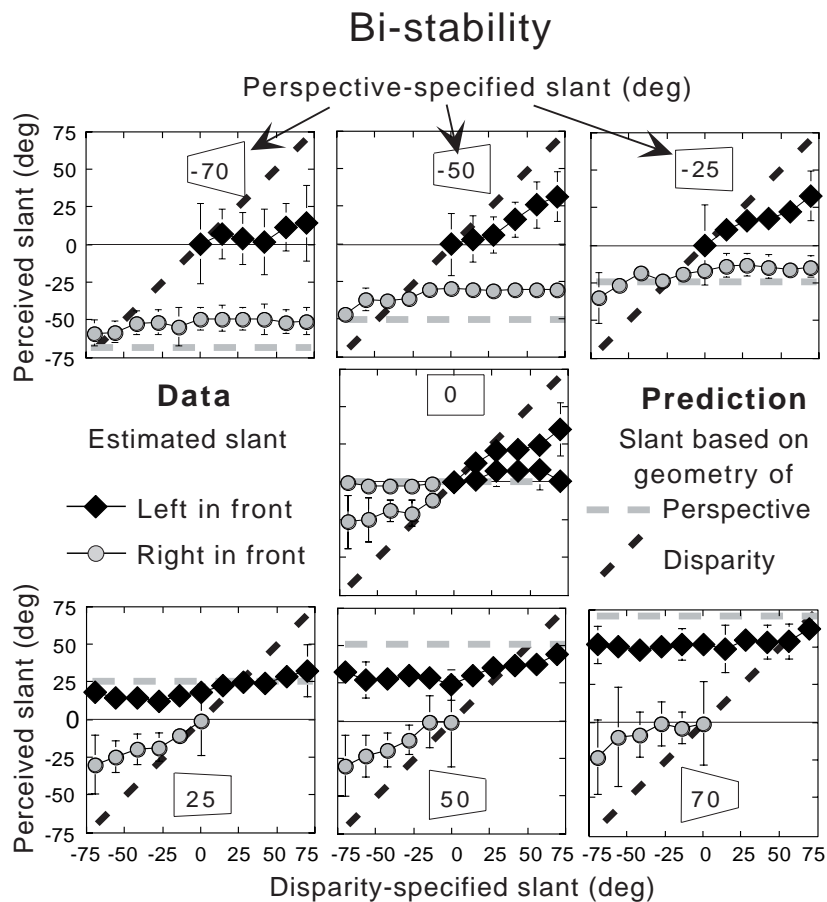 Bi-stability
Perspective-specified slant (deg)
Perceived slant (deg)
75
50
25
0
-25
-50
-75
-70
-50
-25
Data
Estimated slant
Left in front
Right in front
0
Prediction
Slant based on
geometry of
Perspective
Disparity
Perceived slant (deg)
75
50
25
0
-25
-50
-75
25
50
70
-75 -50 -25 0 25 50 75
-75 -50 -25 0 25 50 75
-75 -50 -25 0 25 50 75
Disparity-specified slant (deg)